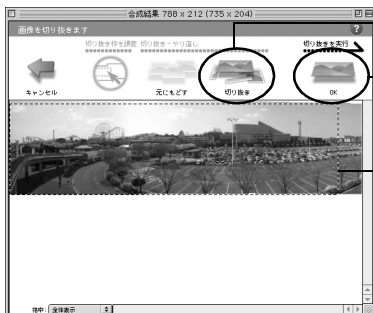 合成結果 788 x 212 (735 x 204)
画像を切り抜きます
?
切り抜き枠を調整 切り抜き・やり直し 切り抜きを実行
キャンセル 元にもどす 切り抜き OK
全体表示